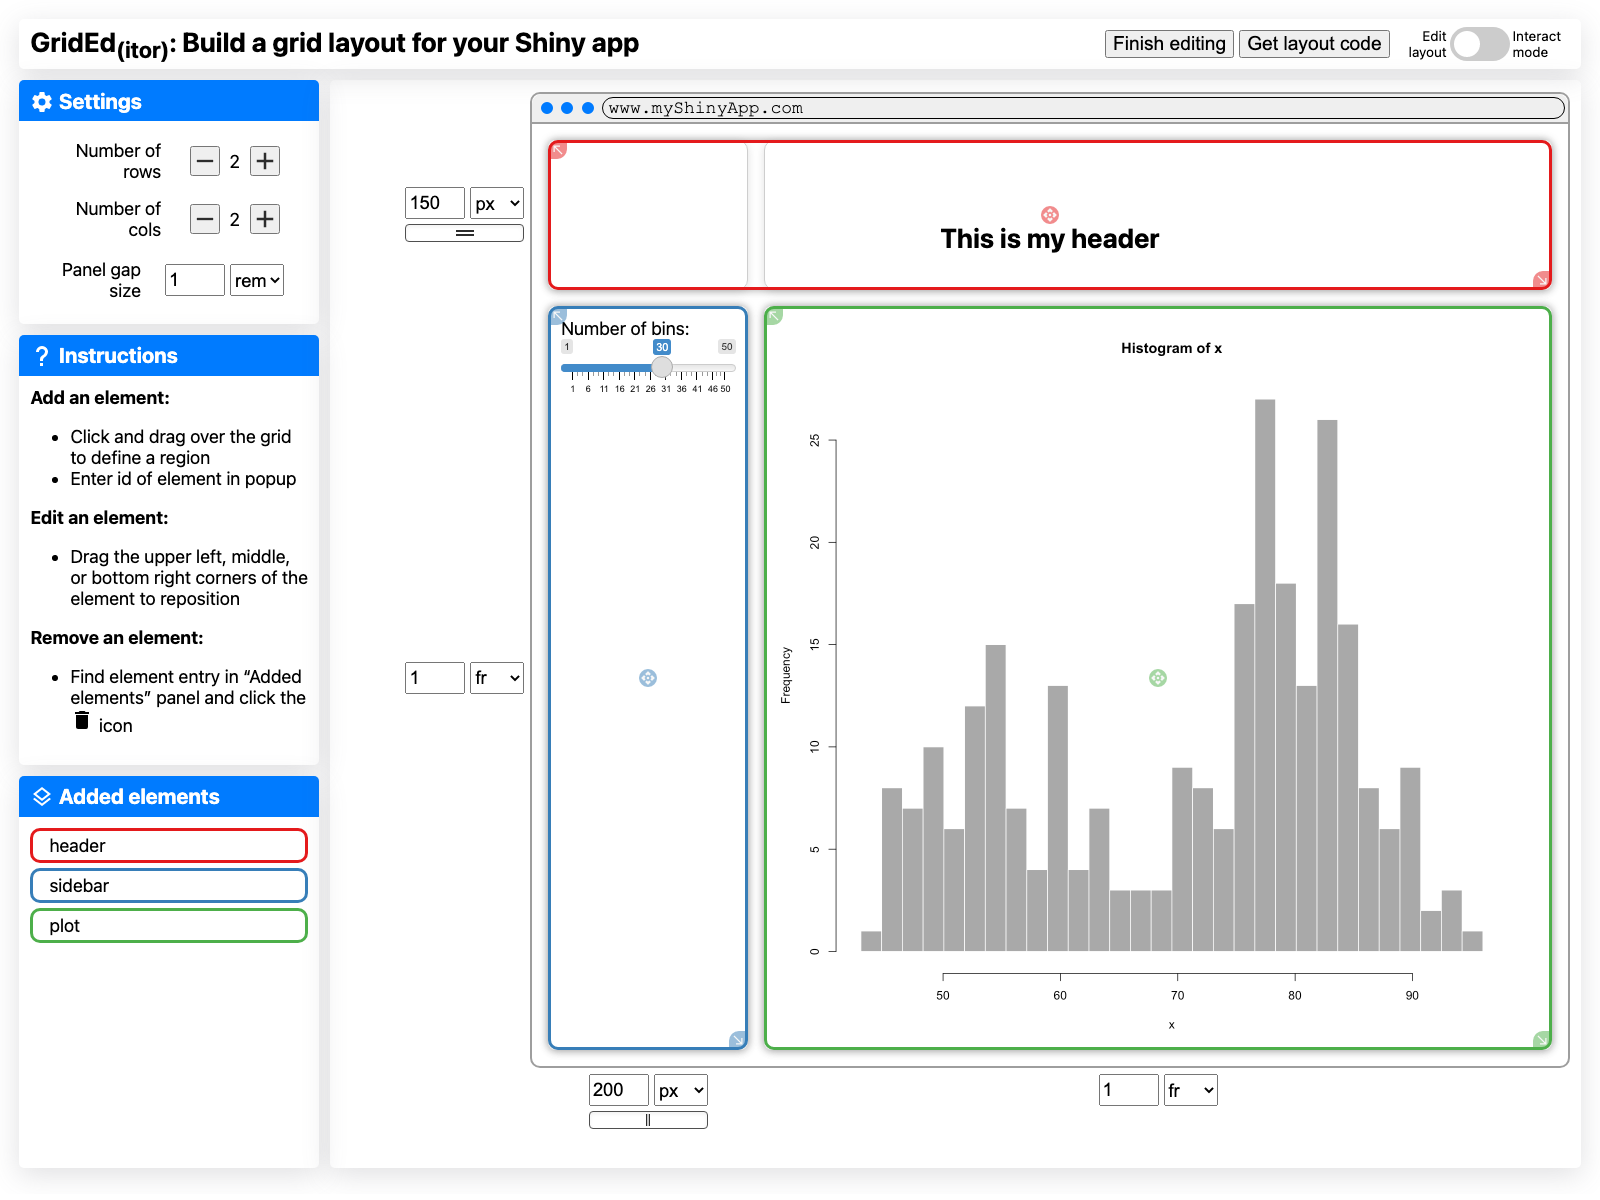 GridEd(itor): Build a grid layout for your Shiny app
Finish editing
Get layout code
Edit layout
Interact mode
Settings
Number of rows
2
Number of cols
2
Panel gap size
1
rem
Instructions
Add an element:
• Click and drag over the grid
to define a region
• Enter id of element in popup
Edit an element:
• Drag the upper left, middle,
or bottom right corners of the
element to reposition
Remove an element:
• Find element entry in “Added
elements” panel and click the
icon
Added elements
header
sidebar
plot
www.myShinyApp.com
150 px
This is my header
1 fr
Number of bins:
1 30 50
1 6 11 16 21 26 31 36 41 46 50
Histogram of x
Frequency
25
20
15
10
5
0
50 60 70 80 90
x
200 px
1 fr